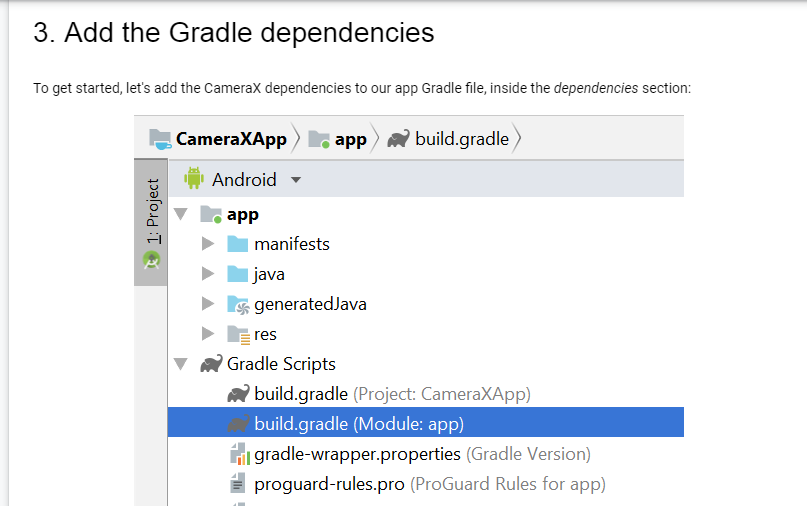 3. Add the Gradle dependencies
To get started, let's add the CameraX dependencies to our app Gradle file, inside the dependencies section:
CameraXApp app build.gradle
1: Project
Android
app
manifests
java
generatedJava
res
Gradle Scripts
build.gradle (Project: CameraXApp)
build.gradle (Module: app)
gradle-wrapper.properties (Gradle Version)
proguard-rules.pro (ProGuard Rules for app)